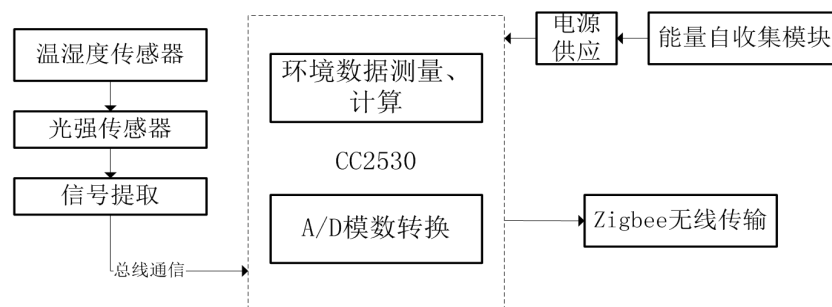 电源
供应
能量自收集模块
温湿度传感器
环境数据测量、
计算
光强传感器
CC2530
信号提取
A/D模数转换
Zigbee无线传输
总线通信